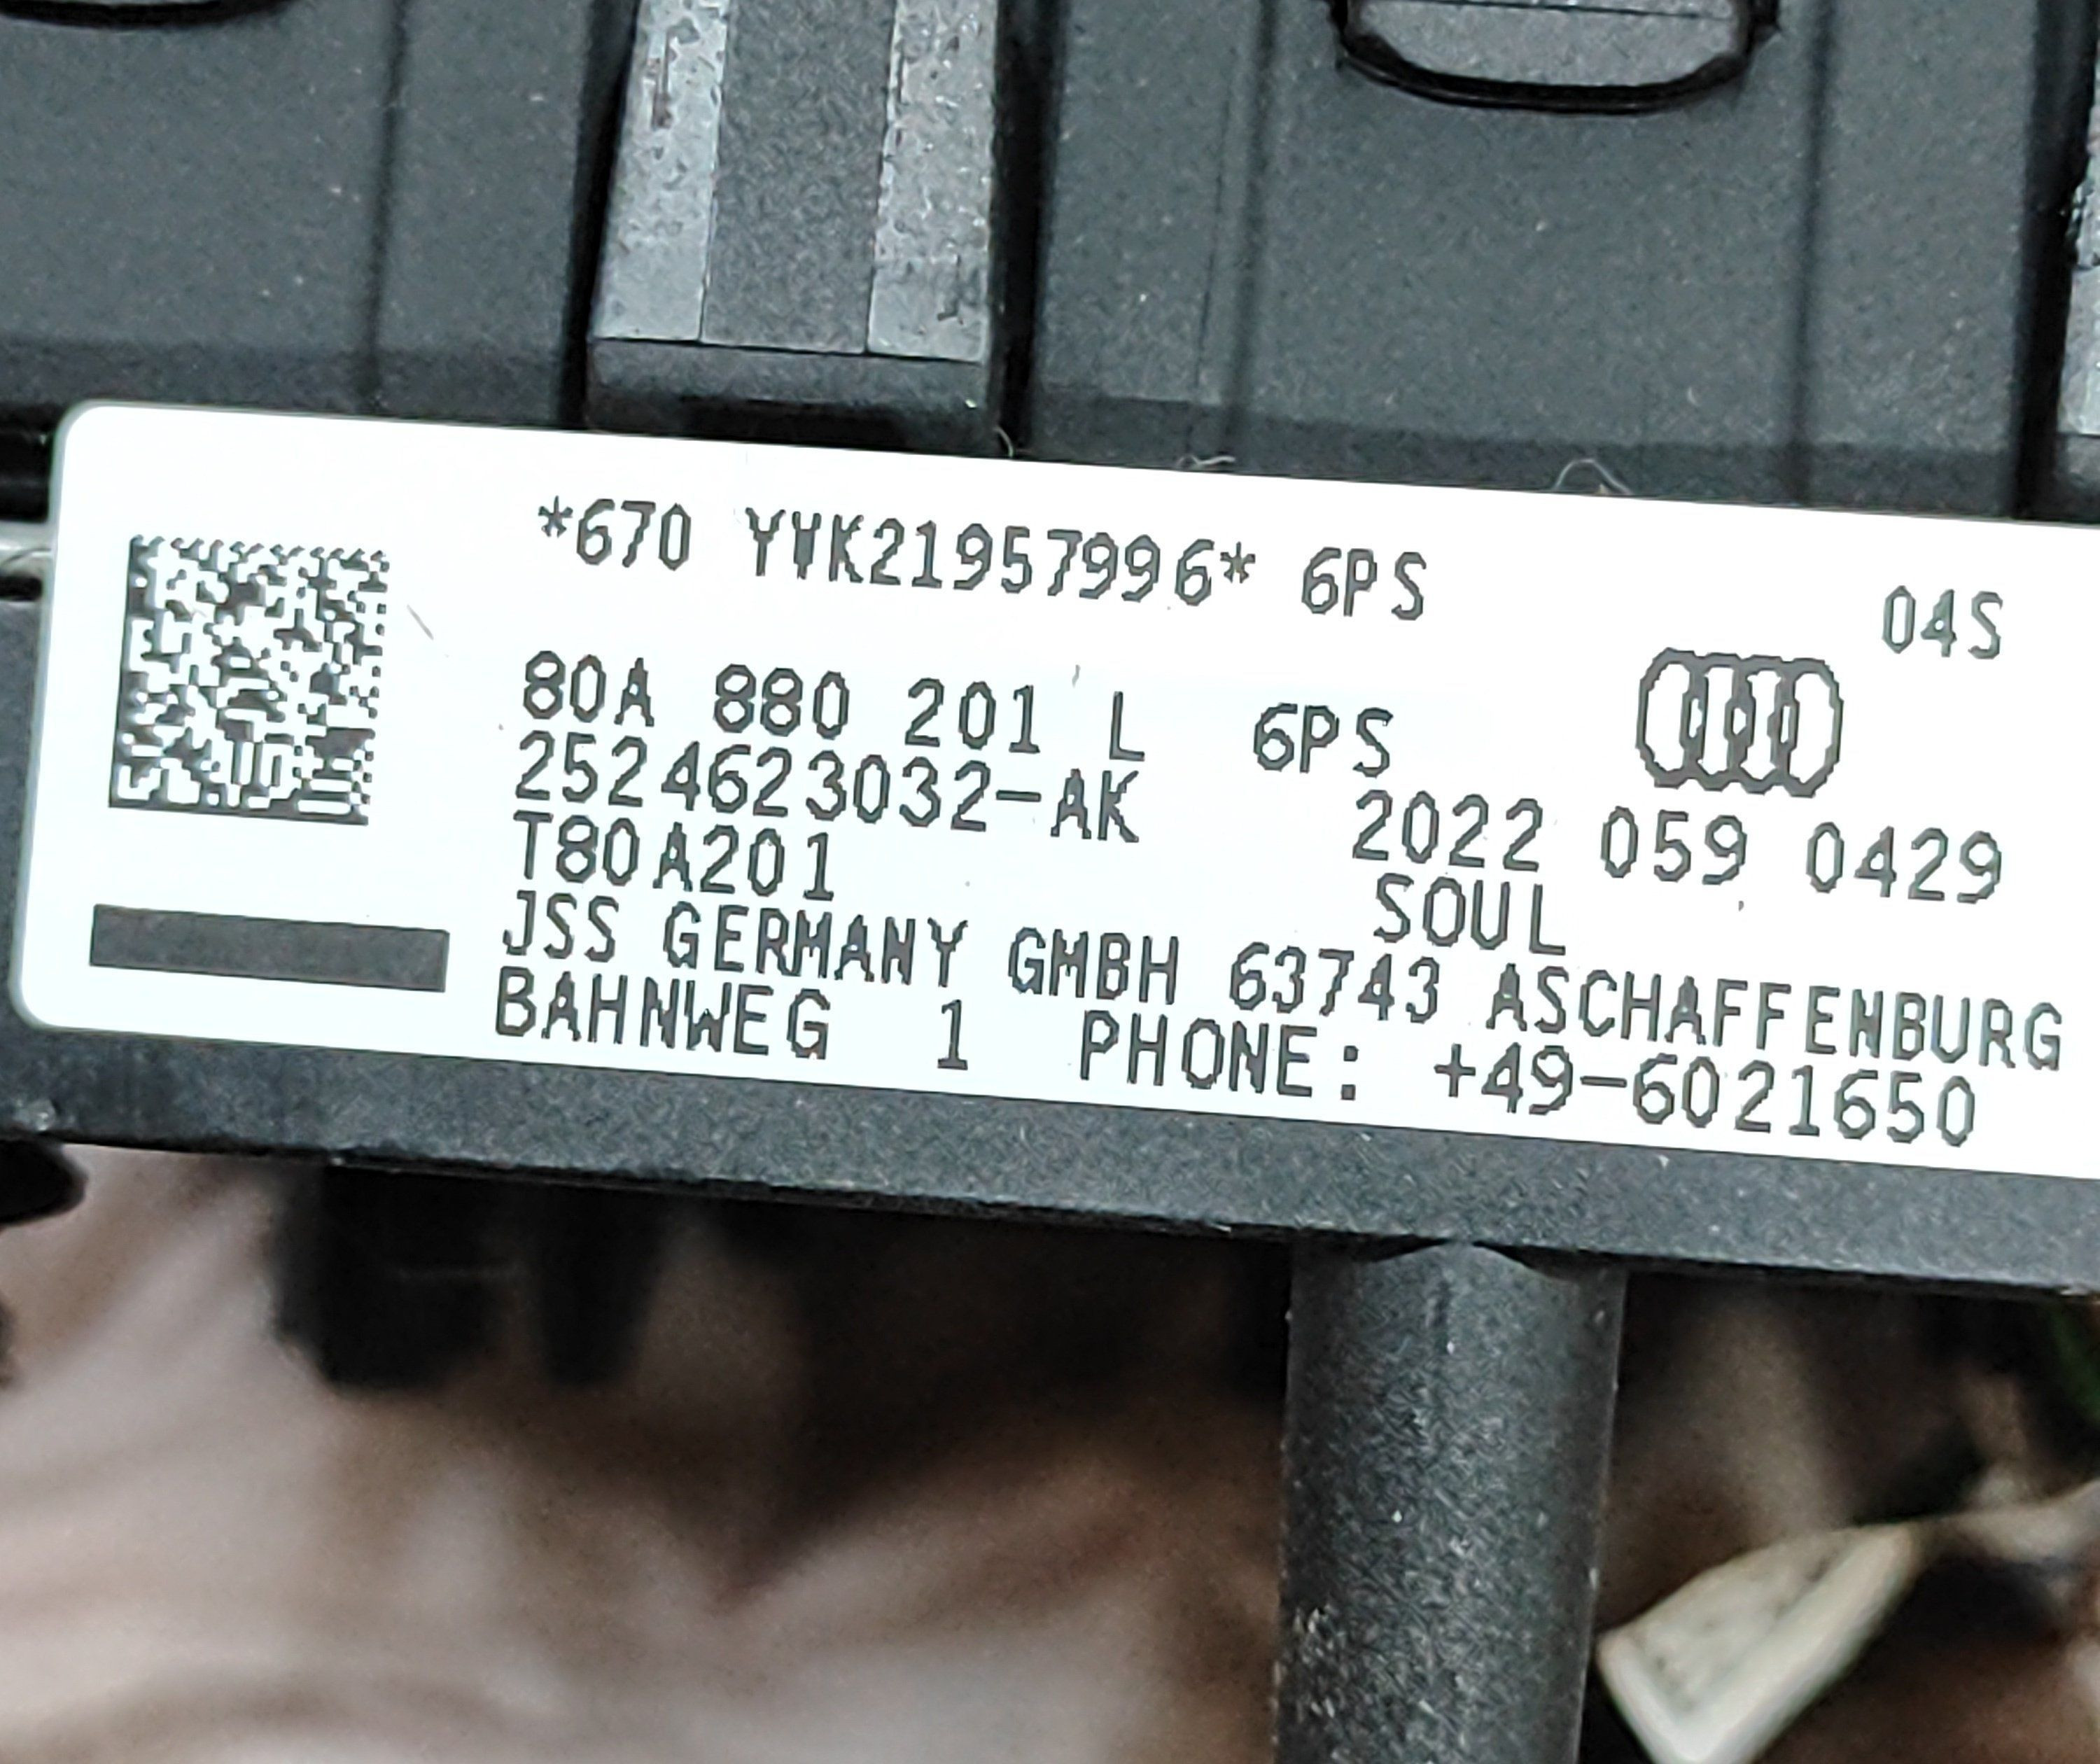 *670 YVK21957996* 6PS
04S
80A 880 201 L 6PS
2524623032-AK 2022 059 0429
T80A201 SOUL
JSS GERMANY GMBH 63743 ASCHAFFENBURG
BAHNWEG 1 PHONE: +49-6021650